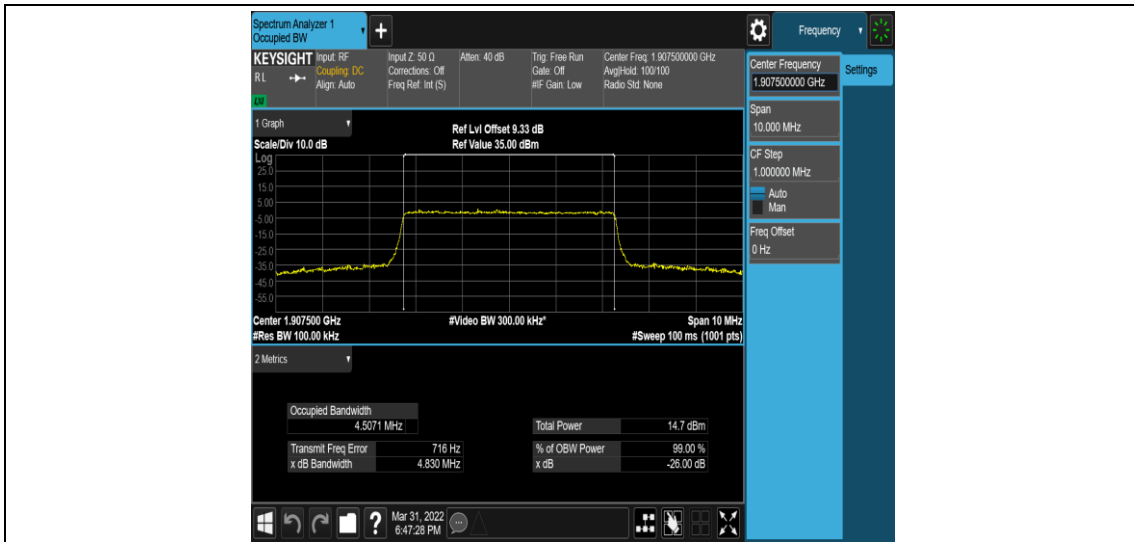 Spectrum Analyzer 1
Occupied BW
+
Frequency
KEYSIGHT
RL
LXI
Input: RF
Coupling: DC
Align: Auto
Input Z: 50 Ω
Corrections: Off
Freq Ref: Int (S)
Atten: 40 dB
Trig: Free Run
Gate: Off
#IF Gain: Low
Center Freq: 1.907500000 GHz
Avg|Hold: 100/100
Radio Std: None
Center Frequency
1.907500000 GHz
Settings
Span
10.000 MHz
CF Step
1.000000 MHz
Auto
Man
Freq Offset
0 Hz
1 Graph
Scale/Div 10.0 dB
Ref Lvl Offset 9.33 dB
Ref Value 35.00 dBm
Log
25.0
15.0
5.00
-5.00
-15.0
-25.0
-35.0
-45.0
-55.0
Center 1.907500 GHz
#Res BW 100.00 kHz
#Video BW 300.00 kHz*
Span 10 MHz
#Sweep 100 ms (1001 pts)
2 Metrics
Occupied Bandwidth
4.5071 MHz
Total Power 14.7 dBm
Transmit Freq Error 716 Hz
% of OBW Power 99.00 %
x dB Bandwidth 4.830 MHz
x dB -26.00 dB
?
Mar 31, 2022
6:47:28 PM